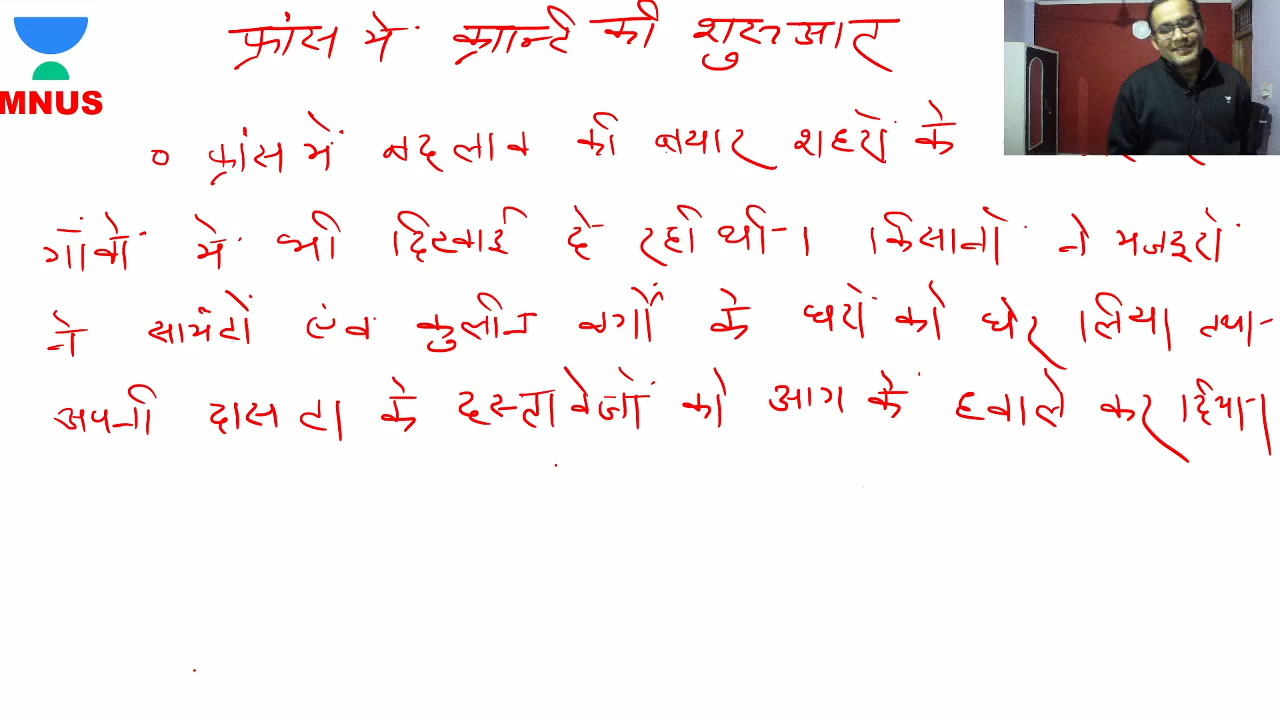 फ्रांस में क्रान्ति की शुरुआत
MNUS
० फ्रांस में बदलाव की बयार शहरों के
गांवों में भी दिखाई दे रही थी। किसानों ने मजदूरों
ने सामंतों एवं कुलीन वर्गों के घरों को घेर लिया तथा
अपनी दासता के दस्तावेजों को आग के हवाले कर दिया।